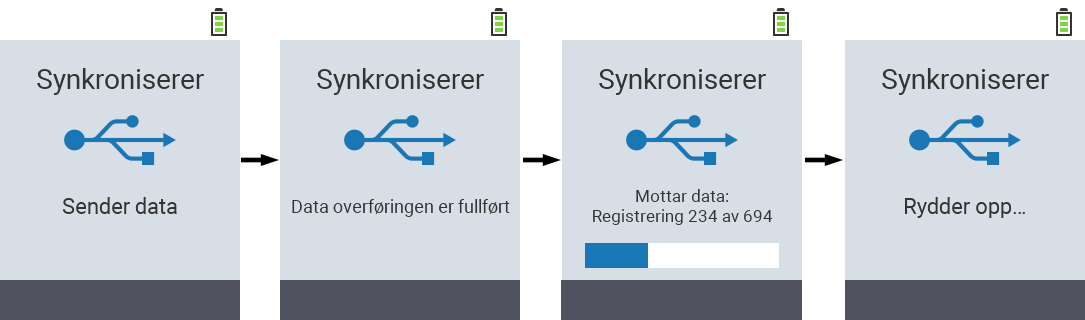 Synkroniserer
Sender data
Synkroniserer
Data overføringen er fullført
Synkroniserer
Mottar data:
Registrering 234 av 694
Synkroniserer
Rydder opp...